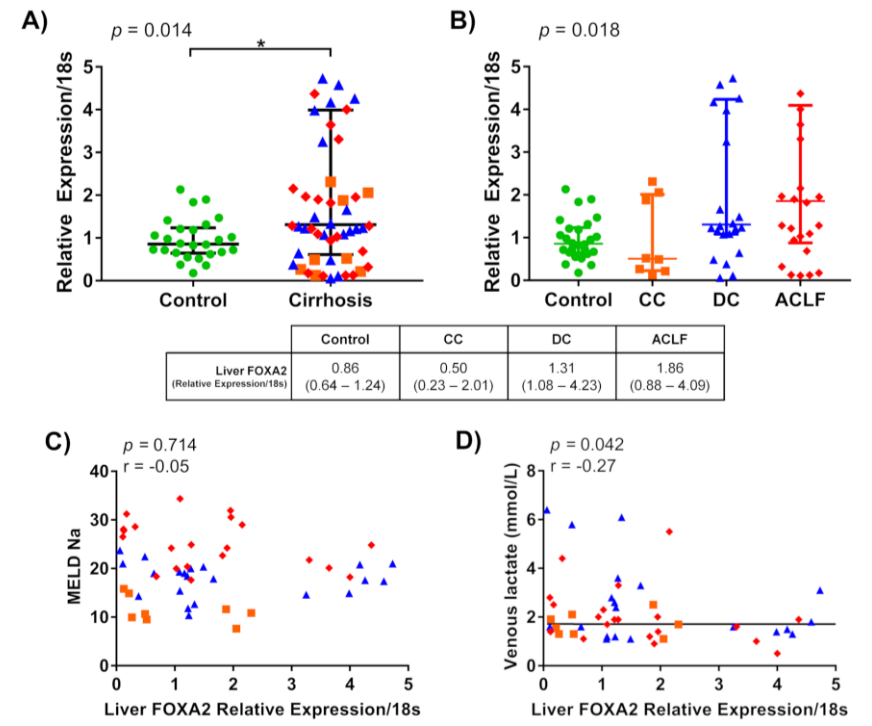 A)
p = 0.014
*
Relative Expression/18s
5
4
3
2
1
0
Control
Cirrhosis
B)
p = 0.018
Relative Expression/18s
5
4
3
2
1
0
Control
CC
DC
ACLF
Control CC DC ACLF
Liver FOXA2 0.86 0.50 1.31 1.86
(Relative Expression/18s) (0.64 – 1.24) (0.23 – 2.01) (1.08 – 4.23) (0.88 – 4.09)
C)
p = 0.714
r = -0.05
MELD Na
40
30
20
10
0
0 1 2 3 4 5
Liver FOXA2 Relative Expression/18s
D)
p = 0.042
r = -0.27
Venous lactate (mmol/L)
8
6
4
2
0
0 1 2 3 4 5
Liver FOXA2 Relative Expression/18s